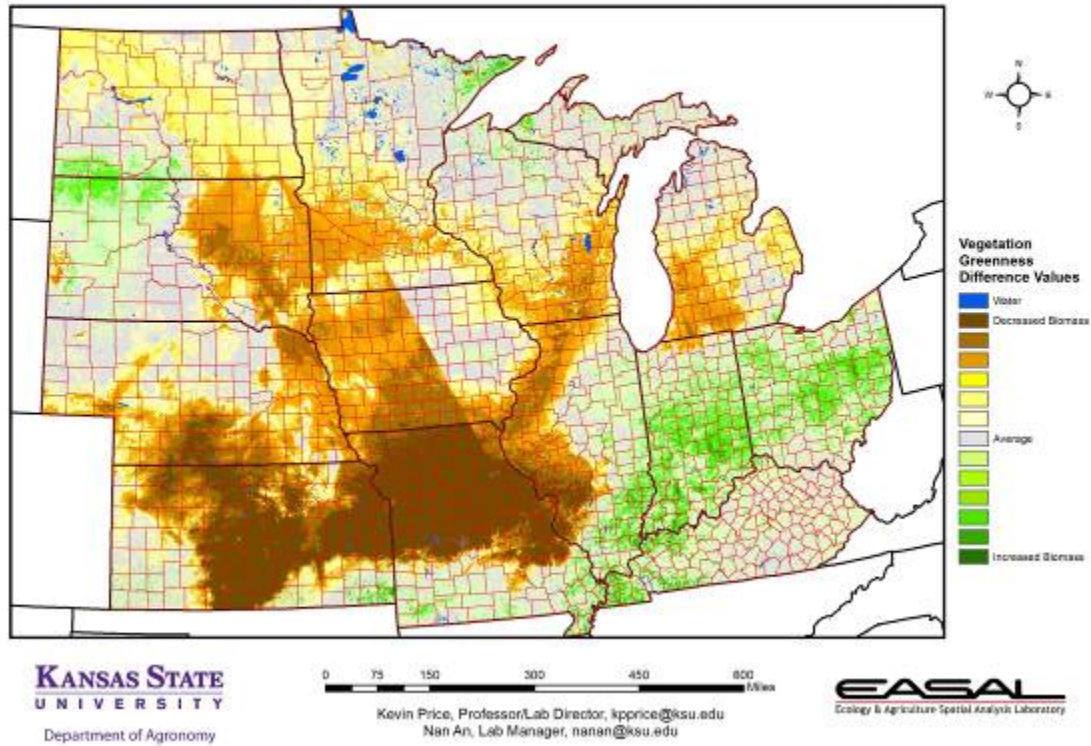 N
W
E
S
Vegetation
Greenness
Difference Values
Water
Decreased Biomass
Average
Increased Biomass
KANSAS STATE
UNIVERSITY
Department of Agronomy
0 75 150 300 450 600
Miles
Kevin Price, Professor/Lab Director, kpprice@ksu.edu
Nan An, Lab Manager, nanan@ksu.edu
EASAL
Ecology & Agriculture Spatial Analysis Laboratory